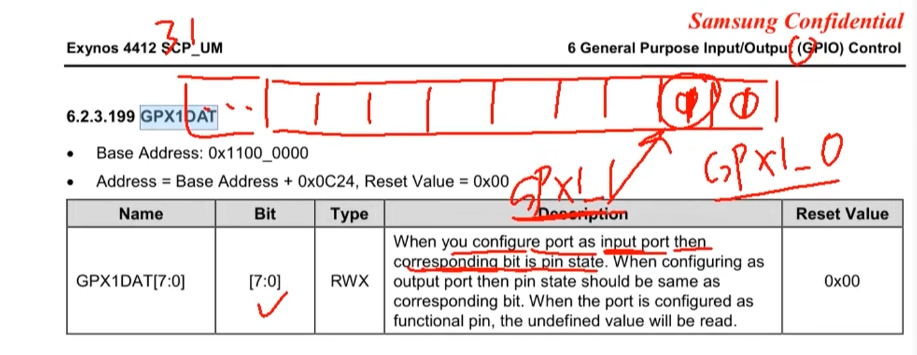 Samsung Confidential
31
Exynos 4412 SCP_UM
6 General Purpose Input/Output (GPIO) Control
6.2.3.199 GPX1DAT
...
0 0
• Base Address: 0x1100_0000
• Address = Base Address + 0x0C24, Reset Value = 0x00
GPX1_1
GPX1_0
Name Bit Type Description Reset Value
GPX1DAT[7:0] [7:0] RWX 0x00
When you configure port as input port then
corresponding bit is pin state. When configuring as
output port then pin state should be same as
corresponding bit. When the port is configured as
functional pin, the undefined value will be read.